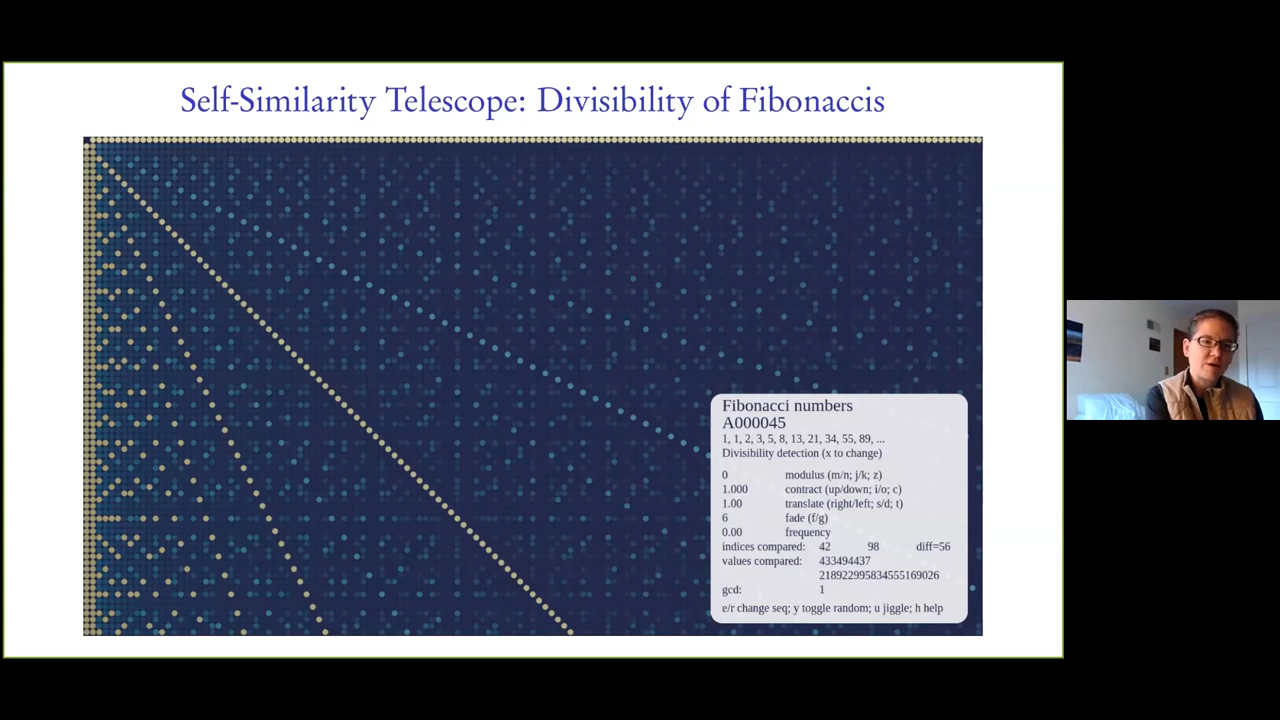 Self-Similarity Telescope: Divisibility of Fibonaccis
Fibonacci numbers
A000045
1, 1, 2, 3, 5, 8, 13, 21, 34, 55, 89, ...
Divisibility detection (x to change)
0 modulus (m/n; j/k; z)
1.000 contract (up/down; i/o; c)
1.00 translate (right/left; s/d; t)
6 fade (f/g)
0.00 frequency
indices compared: 42 98 diff=56
values compared: 433494437
218922995834555169026
gcd: 1
e/r change seq; y toggle random; u jiggle; h help